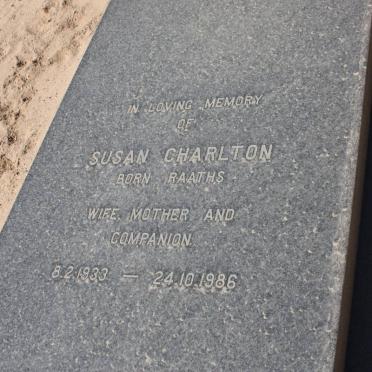 IN LOVING MEMORY
OF
SUSAN CHARLTON
BORN RAATHS
WIFE, MOTHER AND
COMPANION
8.2.1933 — 24.10.1986